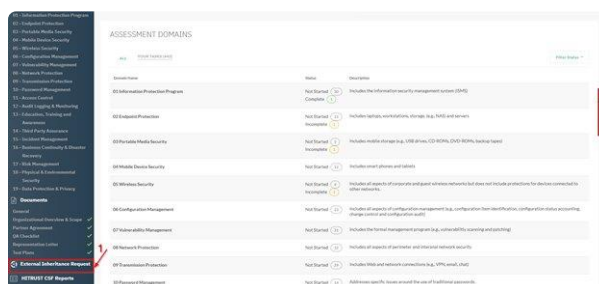 01 - Information Protection Program
02 - Endpoint Protection
03 - Portable Media Security
04 - Mobile Device Security
05 - Wireless Security
06 - Configuration Management
07 - Vulnerability Management
08 - Network Protection
09 - Transmission Protection
10 - Password Management
11 - Access Control
12 - Audit Logging & Monitoring
13 - Education, Training and
Awareness
14 - Third Party Assurance
15 - Incident Management
16 - Business Continuity & Disaster
Recovery
17 - Risk Management
18 - Physical & Environmental
Security
19 - Data Protection & Privacy
Documents
General
Organizational Overview & Scope
Partner Agreement
QA Checklist
Representation Letter
Test Plans
External Inheritance Request
HITRUST CSF Reports
1.
ASSESSMENT DOMAINS
Filter Status
Domain Name Status Description
01 Information Protection Program Not Started Includes the information security management system (ISMS)
Complete
02 Endpoint Protection Not Started Includes laptops, workstations, storage, (e.g., NAS) and servers
Incomplete
03 Portable Media Security Not Started Includes mobile storage (e.g., USB drives, CD-ROMs, DVD-ROMs, backup tapes)
Incomplete
04 Mobile Device Security Not Started Includes smart phones and tablets
05 Wireless Security Not Started Includes all aspects of corporate and guest wireless networks but does not include protections for devices connected to
Incomplete other networks.
06 Configuration Management Not Started Includes all aspects of configuration management (e.g., configuration item identification, configuration status accounting,
change control and configuration audit)
07 Vulnerability Management Not Started Includes the formal management program (e.g., vulnerability scanning and patching)
08 Network Protection Not Started Includes all aspects of perimeter and internal network security
09 Transmission Protection Not Started Includes Web and network connections (e.g., VPN, email, chat)
10 Password Management Not Started Addresses specific issues around the use of traditional passwords.